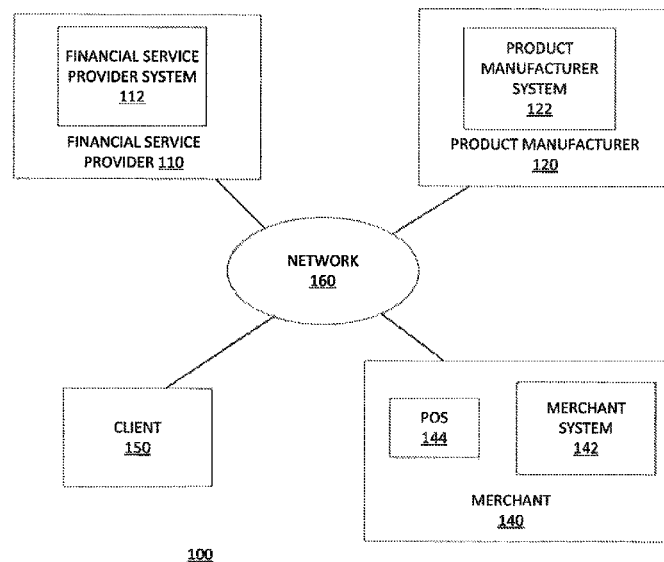 FINANCIAL SERVICE
PROVIDER SYSTEM
112
FINANCIAL SERVICE
PROVIDER 110
PRODUCT
MANUFACTURER
SYSTEM
122
PRODUCT MANUFACTURER
120
NETWORK
160
CLIENT
150
POS
144
MERCHANT
SYSTEM
142
MERCHANT
140
100